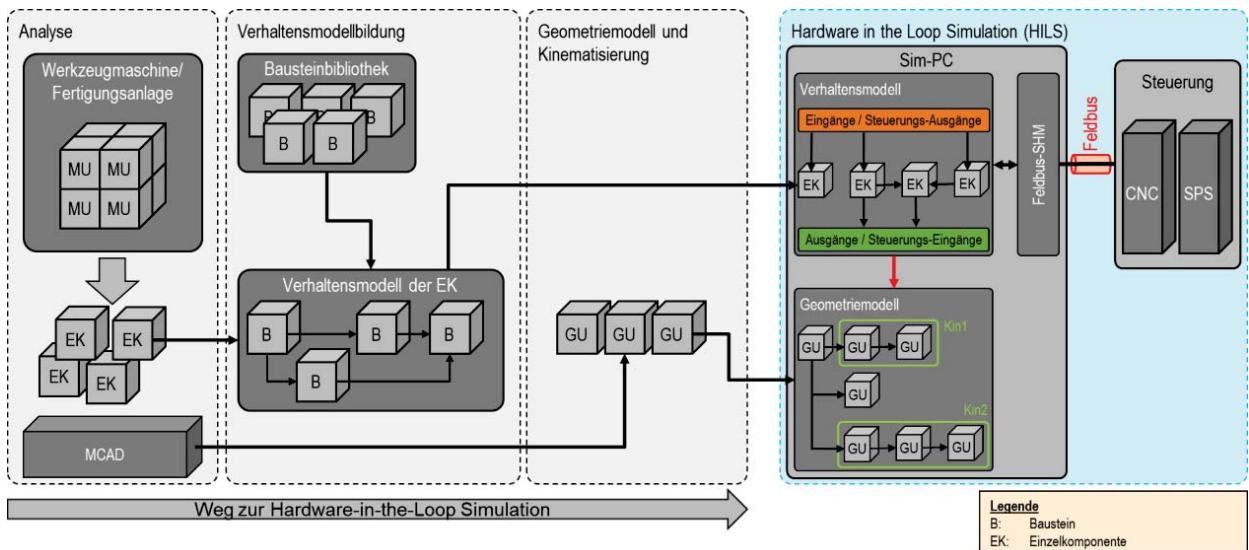 Analyse
Werkzeugmaschine/
Fertigungsanlage
MU MU
MU MU
EK EK
EK EK
MCAD
Verhaltensmodellbildung
Bausteinbibliothek
B B B
B B
Verhaltensmodell der EK
B B B
B
Geometriemodell und
Kinematisierung
GU GU GU
Weg zur Hardware-in-the-Loop Simulation
Hardware in the Loop Simulation (HILS)
Sim-PC
Verhaltensmodell
Eingänge / Steuerungs-Ausgänge
EK EK EK EK
Ausgänge / Steuerungs-Eingänge
Feldbus-SHM
Feldbus
Steuerung
CNC SPS
Geometriemodell
Kin1
GU GU GU
GU
Kin2
GU GU GU
Legende
B: Baustein
EK: Einzelkomponente